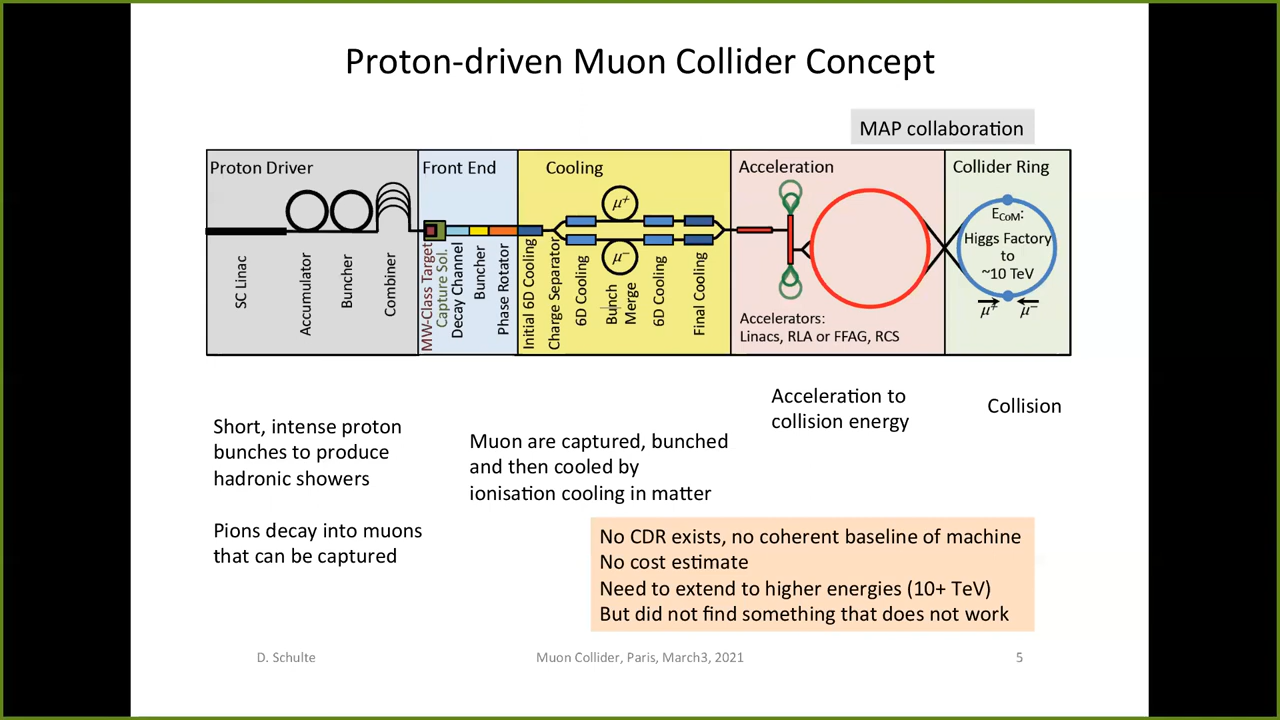 Proton-driven Muon Collider Concept
MAP collaboration
Proton Driver
SC Linac
Accumulator
Buncher
Combiner
Front End
MW-Class Target
Capture Sol.
Decay Channel
Buncher
Phase Rotator
Cooling
Initial 6D Cooling
Charge Separator
6D Cooling
μ+
μ−
Bunch
Merge
6D Cooling
Final Cooling
Acceleration
Accelerators:
Linacs, RLA or FFAG, RCS
Collider Ring
ECoM:
Higgs Factory
to
~10 TeV
μ+ μ−
Short, intense proton
bunches to produce
hadronic showers
Pions decay into muons
that can be captured
Muon are captured, bunched
and then cooled by
ionisation cooling in matter
Acceleration to
collision energy
Collision
No CDR exists, no coherent baseline of machine
No cost estimate
Need to extend to higher energies (10+ TeV)
But did not find something that does not work
D. Schulte
Muon Collider, Paris, March3, 2021
5